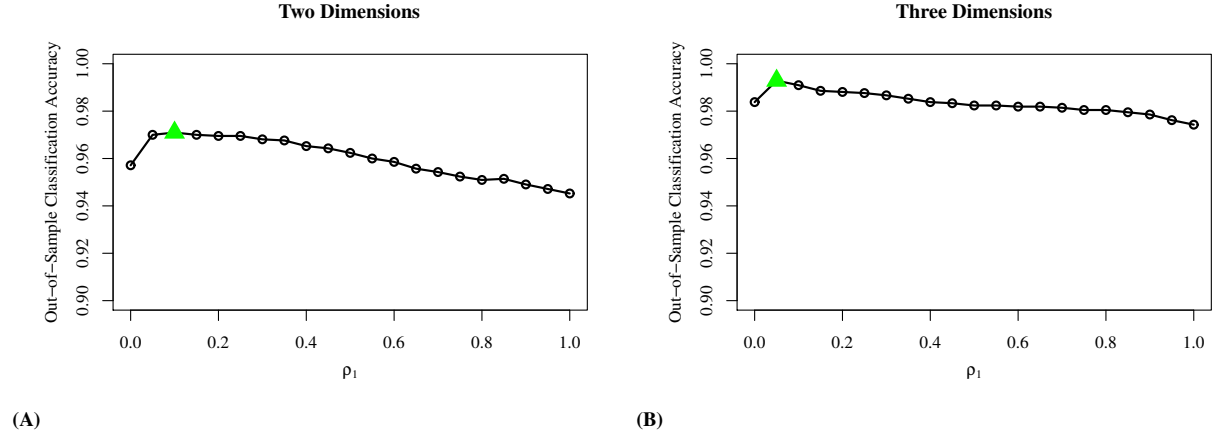 Two Dimensions
Out−of−Sample Classification Accuracy
1.00
0.98
0.96
0.94
0.92
0.90
0.0 0.2 0.4 0.6 0.8 1.0
ρ1
(A)
Three Dimensions
Out−of−Sample Classification Accuracy
1.00
0.98
0.96
0.94
0.92
0.90
0.0 0.2 0.4 0.6 0.8 1.0
ρ1
(B)